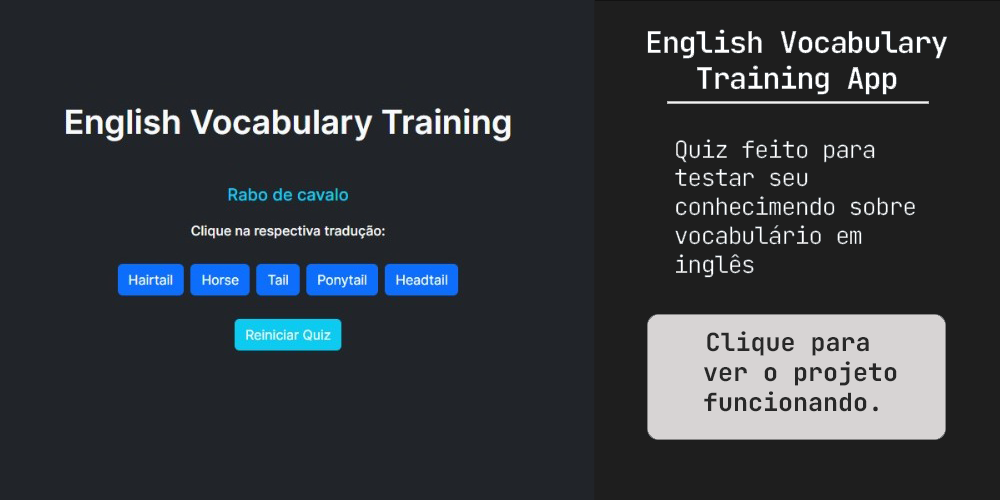 English Vocabulary Training
Rabo de cavalo
Clique na respectiva tradução:
Hairtail Horse Tail Ponytail Headtail
Reiniciar Quiz
English Vocabulary
Training App
Quiz feito para
testar seu
conhecimendo sobre
vocabulário em
inglês
Clique para
ver o projeto
funcionando.